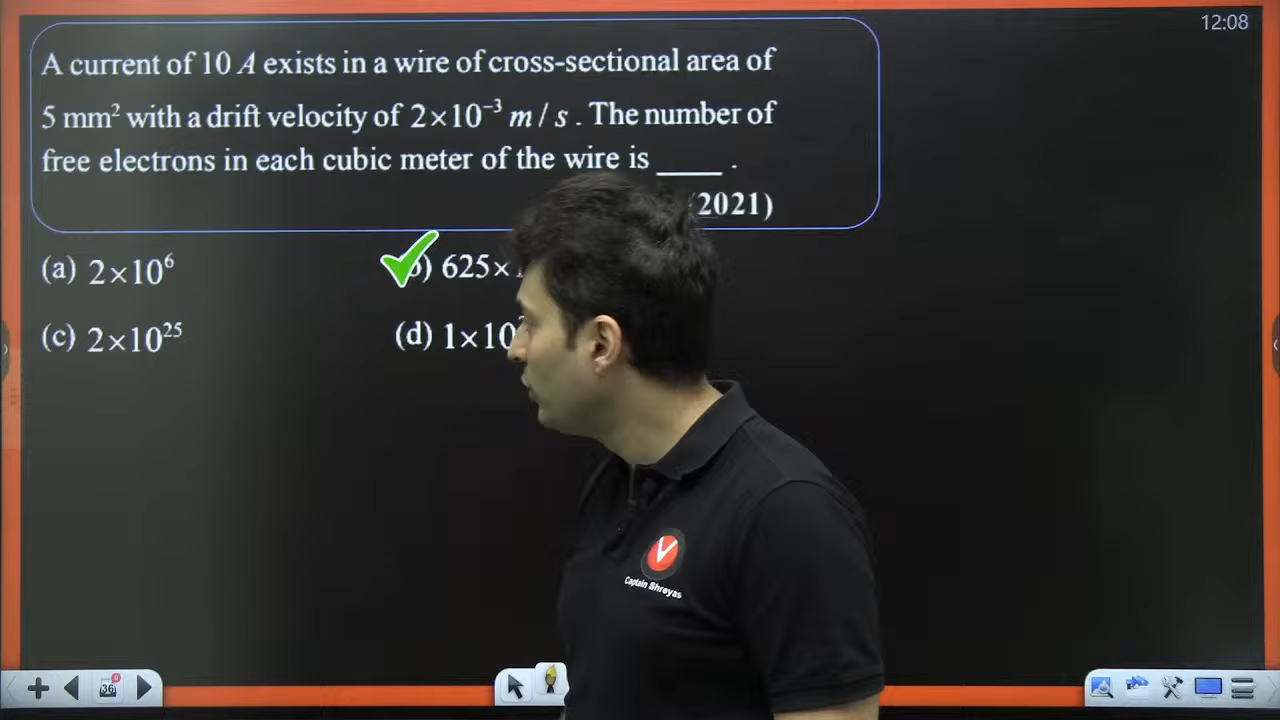 12:08
A current of 10 A exists in a wire of cross-sectional area of
5 mm² with a drift velocity of 2×10⁻³ m / s . The number of
free electrons in each cubic meter of the wire is ____ .
(2021)
(a) 2×10⁶
b) 625×
(c) 2×10²⁵
(d) 1×10
V
Captain Shreyas
36